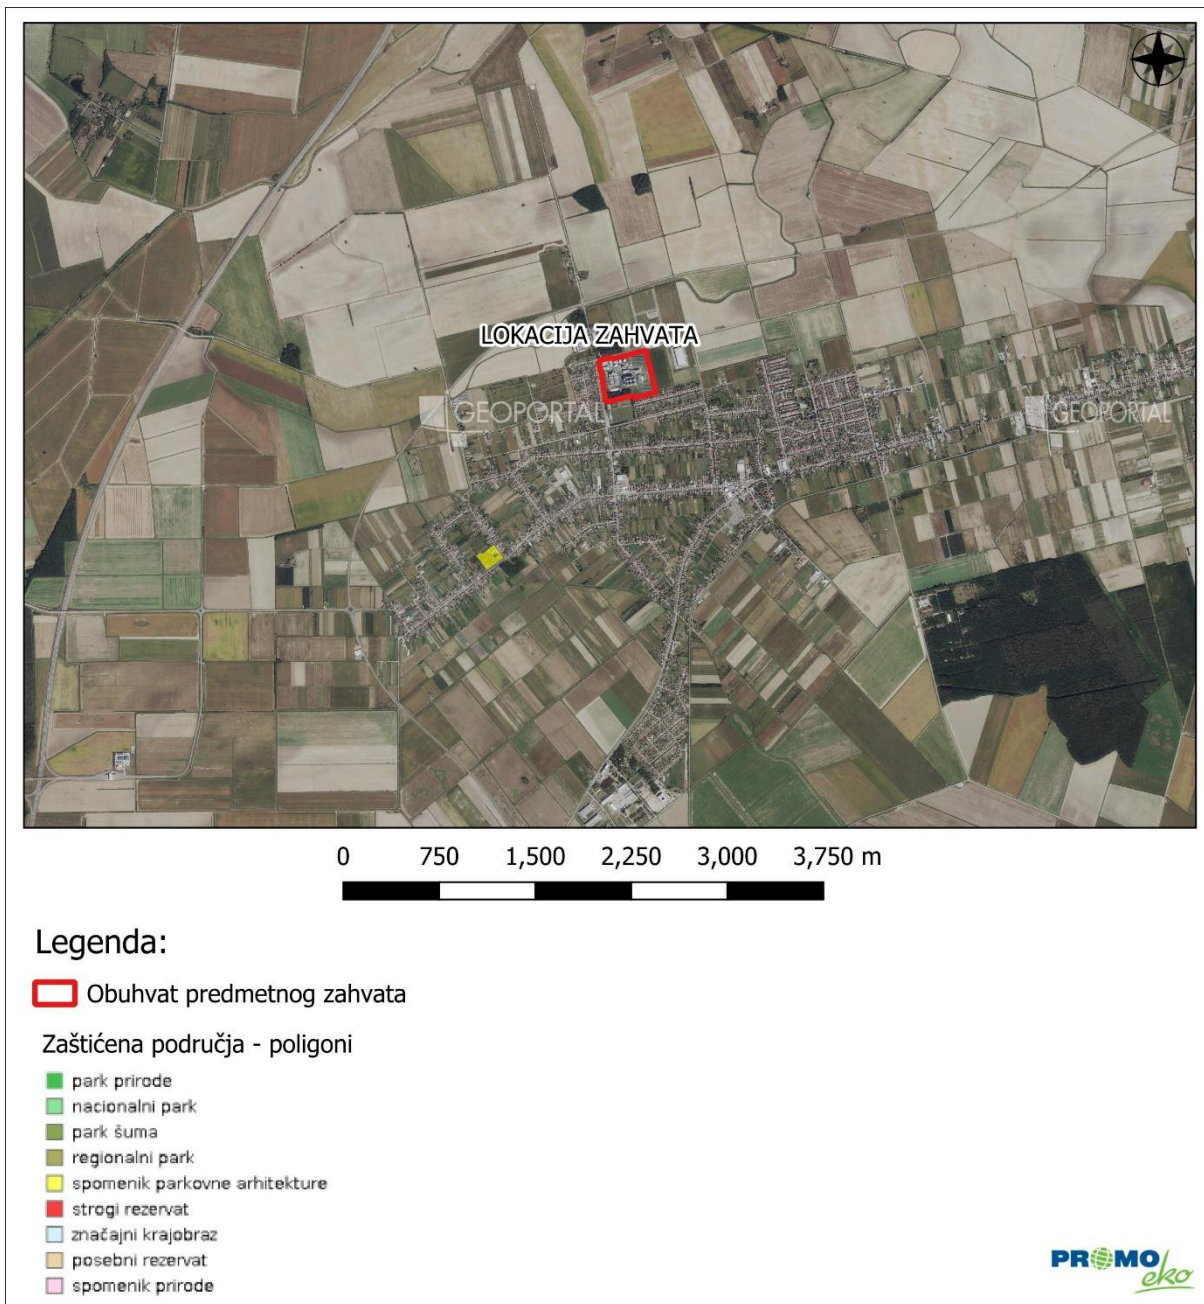 LOKACIJA ZAHVATA
GEOPORTAL GEOPORTAL
0 750 1,500 2,250 3,000 3,750 m
Legenda:
Obuhvat predmetnog zahvata
Zaštićena područja - poligoni
park prirode
nacionalni park
park šuma
regionalni park
spomenik parkovne arhitekture
strogi rezervat
značajni krajobraz
posebni rezervat
spomenik prirode
PROMO
eko